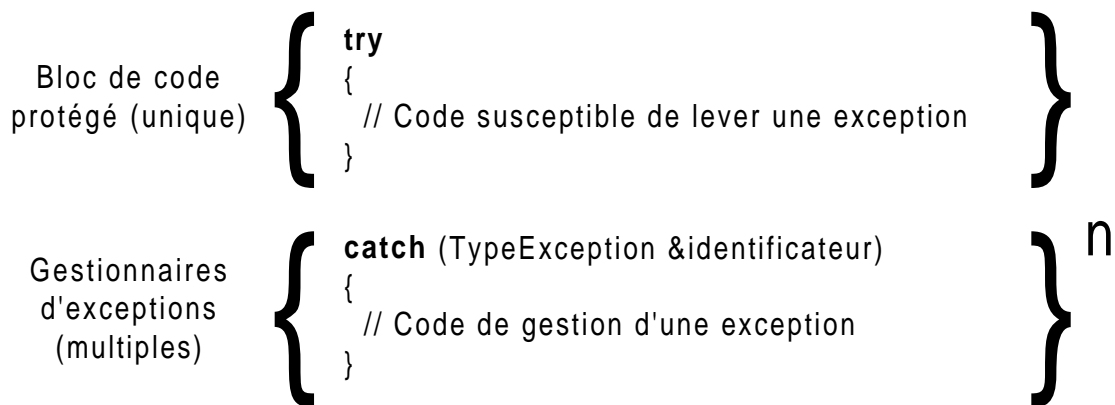 Bloc de code
protégé (unique)
try
{
// Code susceptible de lever une exception
}
Gestionnaires
d'exceptions
(multiples)
catch (TypeException &identificateur)
{
// Code de gestion d'une exception
}
n